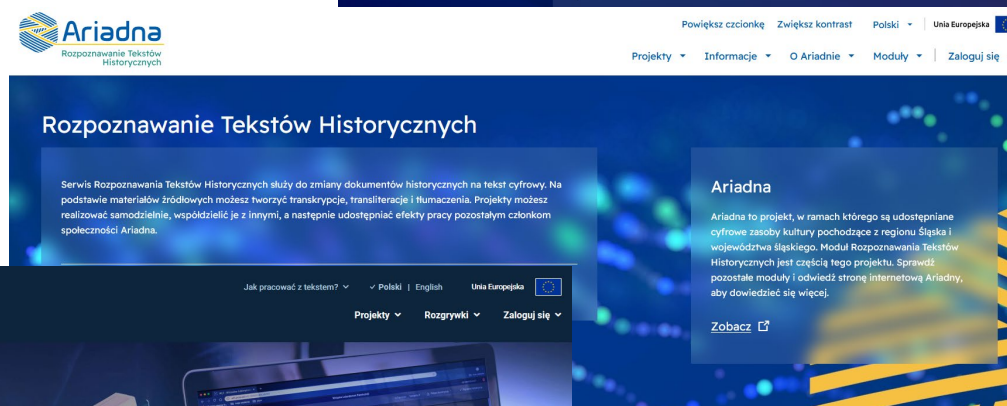 Ariadna
Rozpoznawanie Tekstów
Historycznych
Powiększ czcionkę Zwiększ kontrast Polski Unia Europejska
Projekty Informacje O Ariadnie Moduły Zaloguj się
Rozpoznawanie Tekstów Historycznych
Serwis Rozpoznawania Tekstów Historycznych służy do zmiany dokumentów historycznych na tekst cyfrowy. Na
podstawie materiałów źródłowych możesz tworzyć transkrypcje, transliteracje i tłumaczenia. Projekty możesz
realizować samodzielnie, współdzielić je z innymi, a następnie udostępniać efekty pracy pozostałym członkom
społeczności Ariadna.
Ariadna
Ariadna to projekt, w ramach którego są udostępniane
cyfrowe zasoby kultury pochodzące z regionu Śląska i
województwa śląskiego. Moduł Rozpoznawania Tekstów
Historycznych jest częścią tego projektu. Sprawdź
pozostałe moduły i odwiedź stronę internetową Ariadny,
aby dowiedzieć się więcej.
Zobacz
Jak pracować z tekstem? Polski | English Unia Europejska
Projekty Rozgrywki Zaloguj się